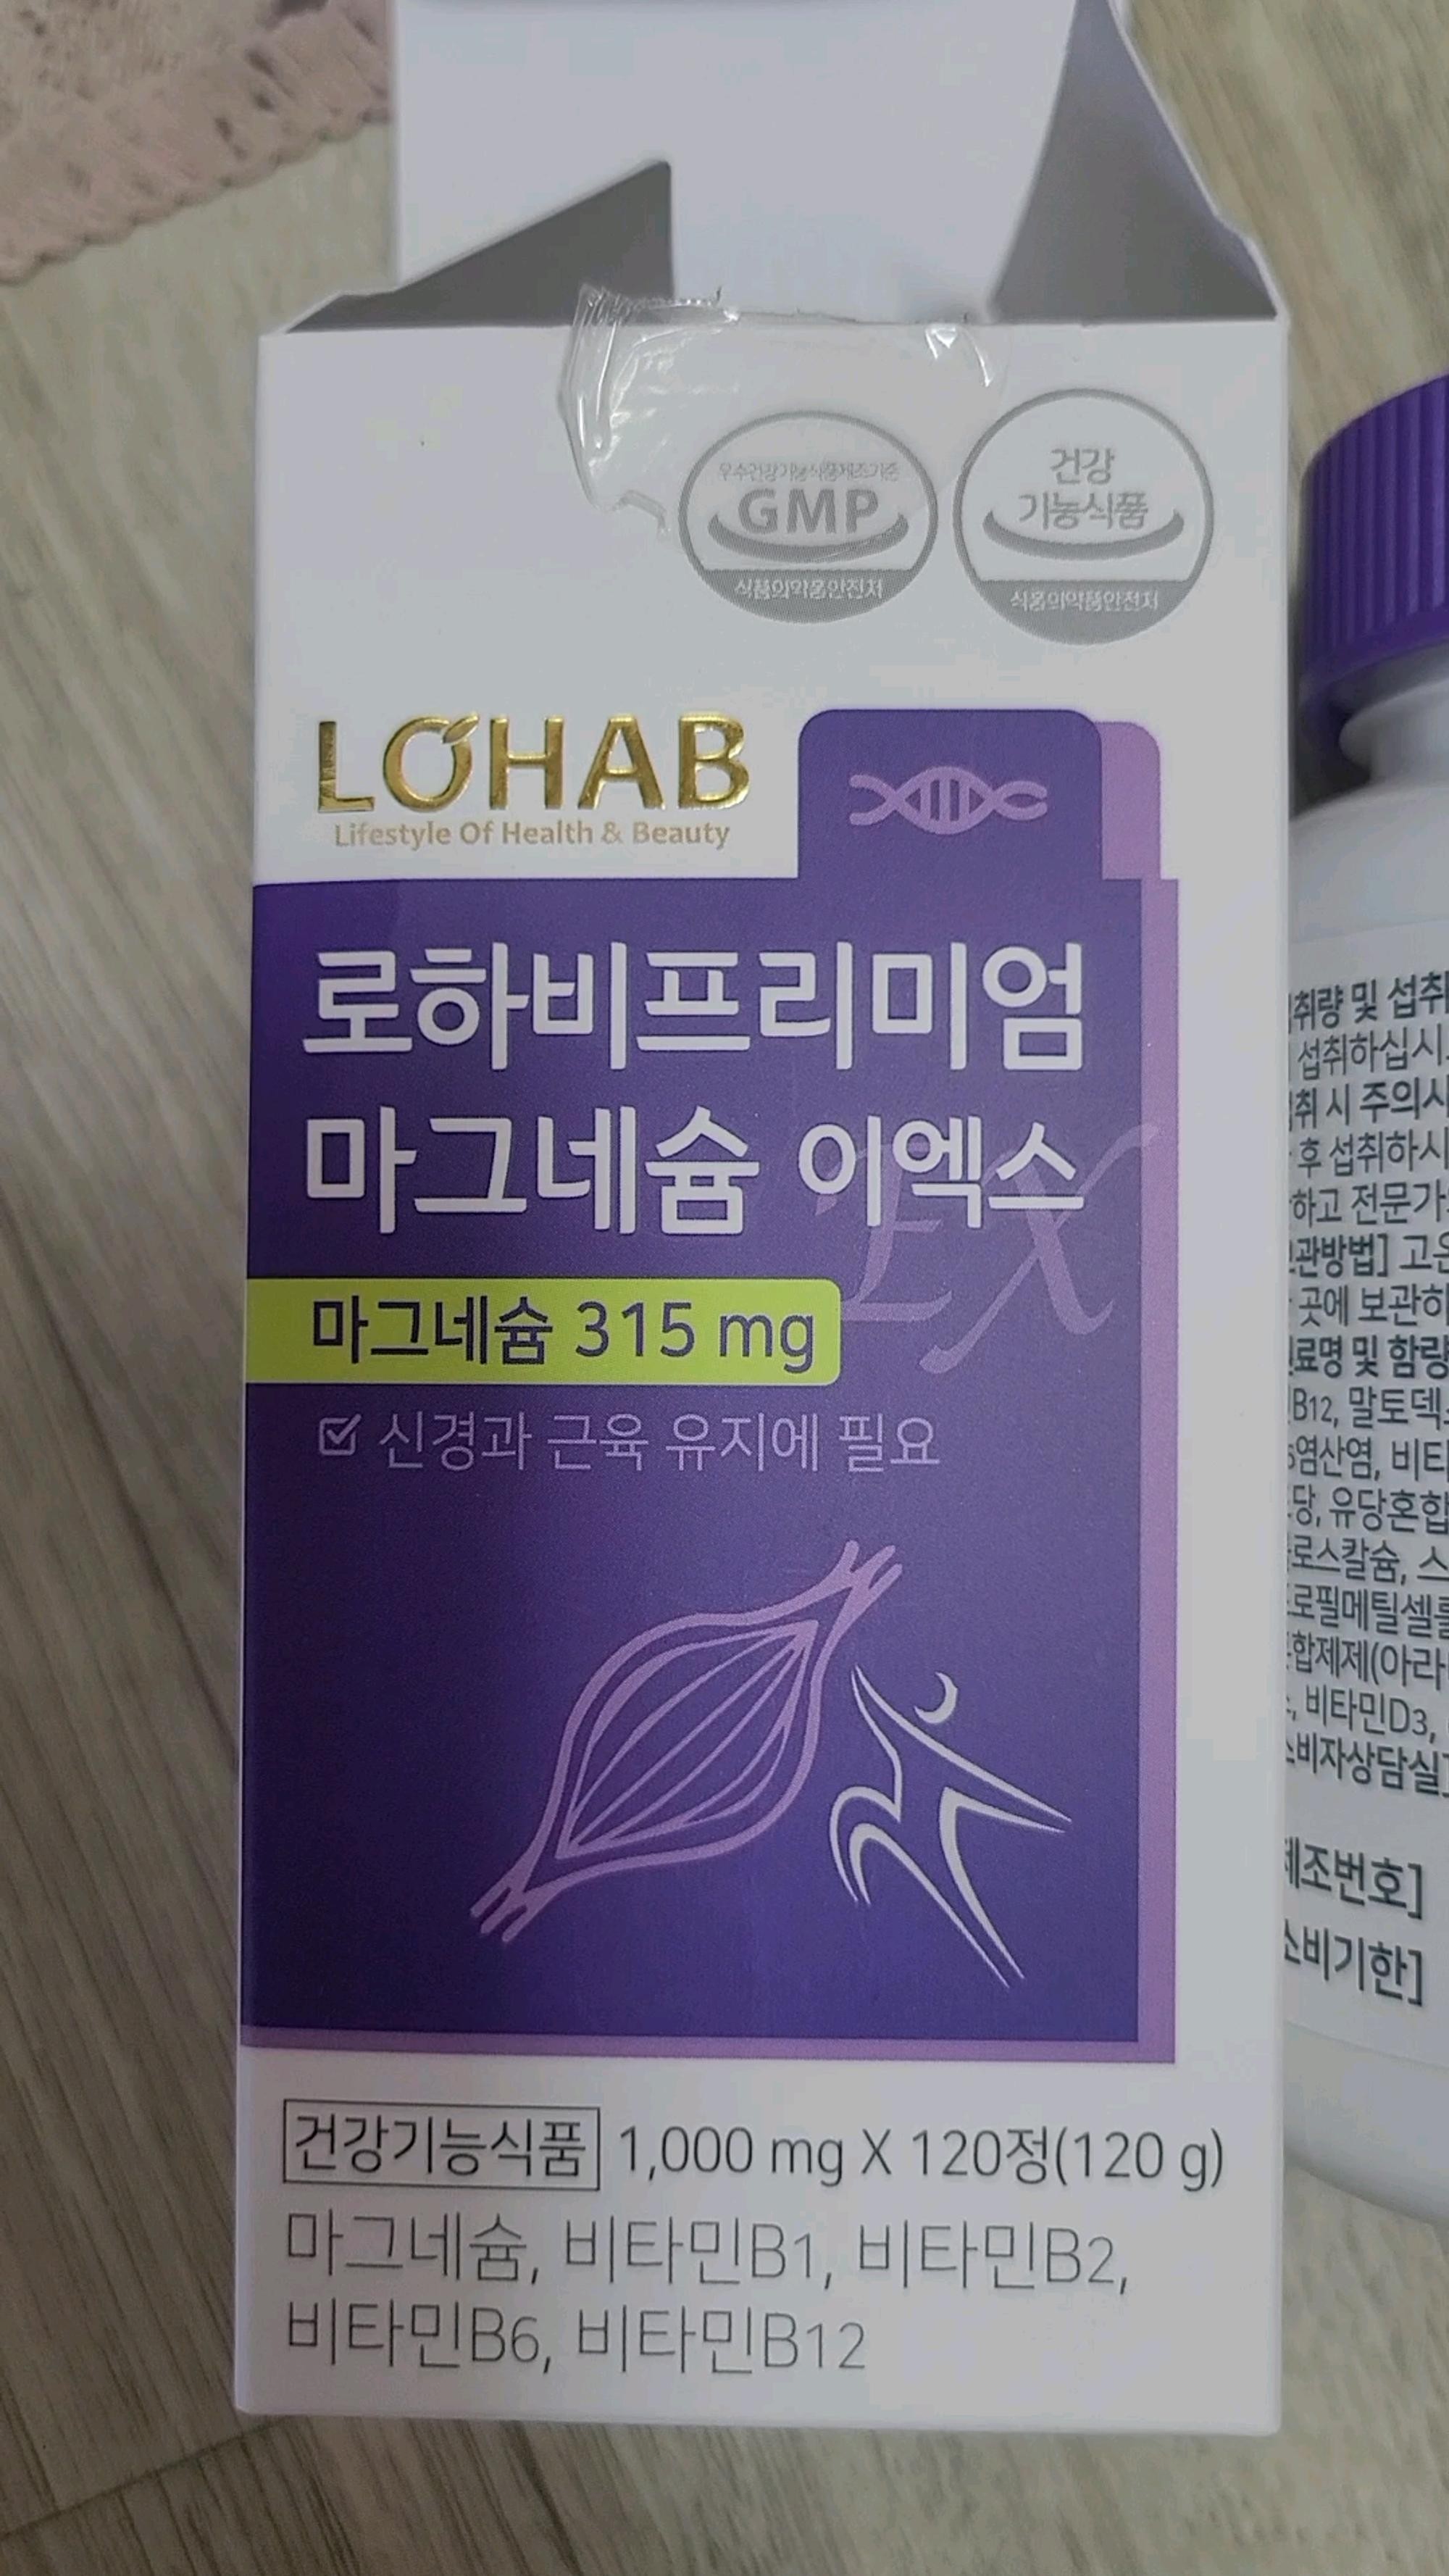 우수건강기능식품제조기준
GMP
식품의약품안전처
건강
기능식품
식품의약품안전처
LOHAB
Lifestyle Of Health & Beauty
로하비프리미엄
마그네슘 이엑스
EX
마그네슘 315 mg
신경과 근육 유지에 필요
건강기능식품 1,000 mg X 120정(120 g)
마그네슘, 비타민B1, 비타민B2,
비타민B6, 비타민B12
취량 및 섭취
섭취하십시
취 시 주의사
후 섭취하시
하고 전문가
관방법] 고온
곳에 보관하
료명 및 함량
B12, 말토덱
염산염, 비타
당, 유당혼합
로스칼슘, 스
로필메틸셀룰
합제제(아라
비타민D3,
비자상담실
제조번호]
소비기한]